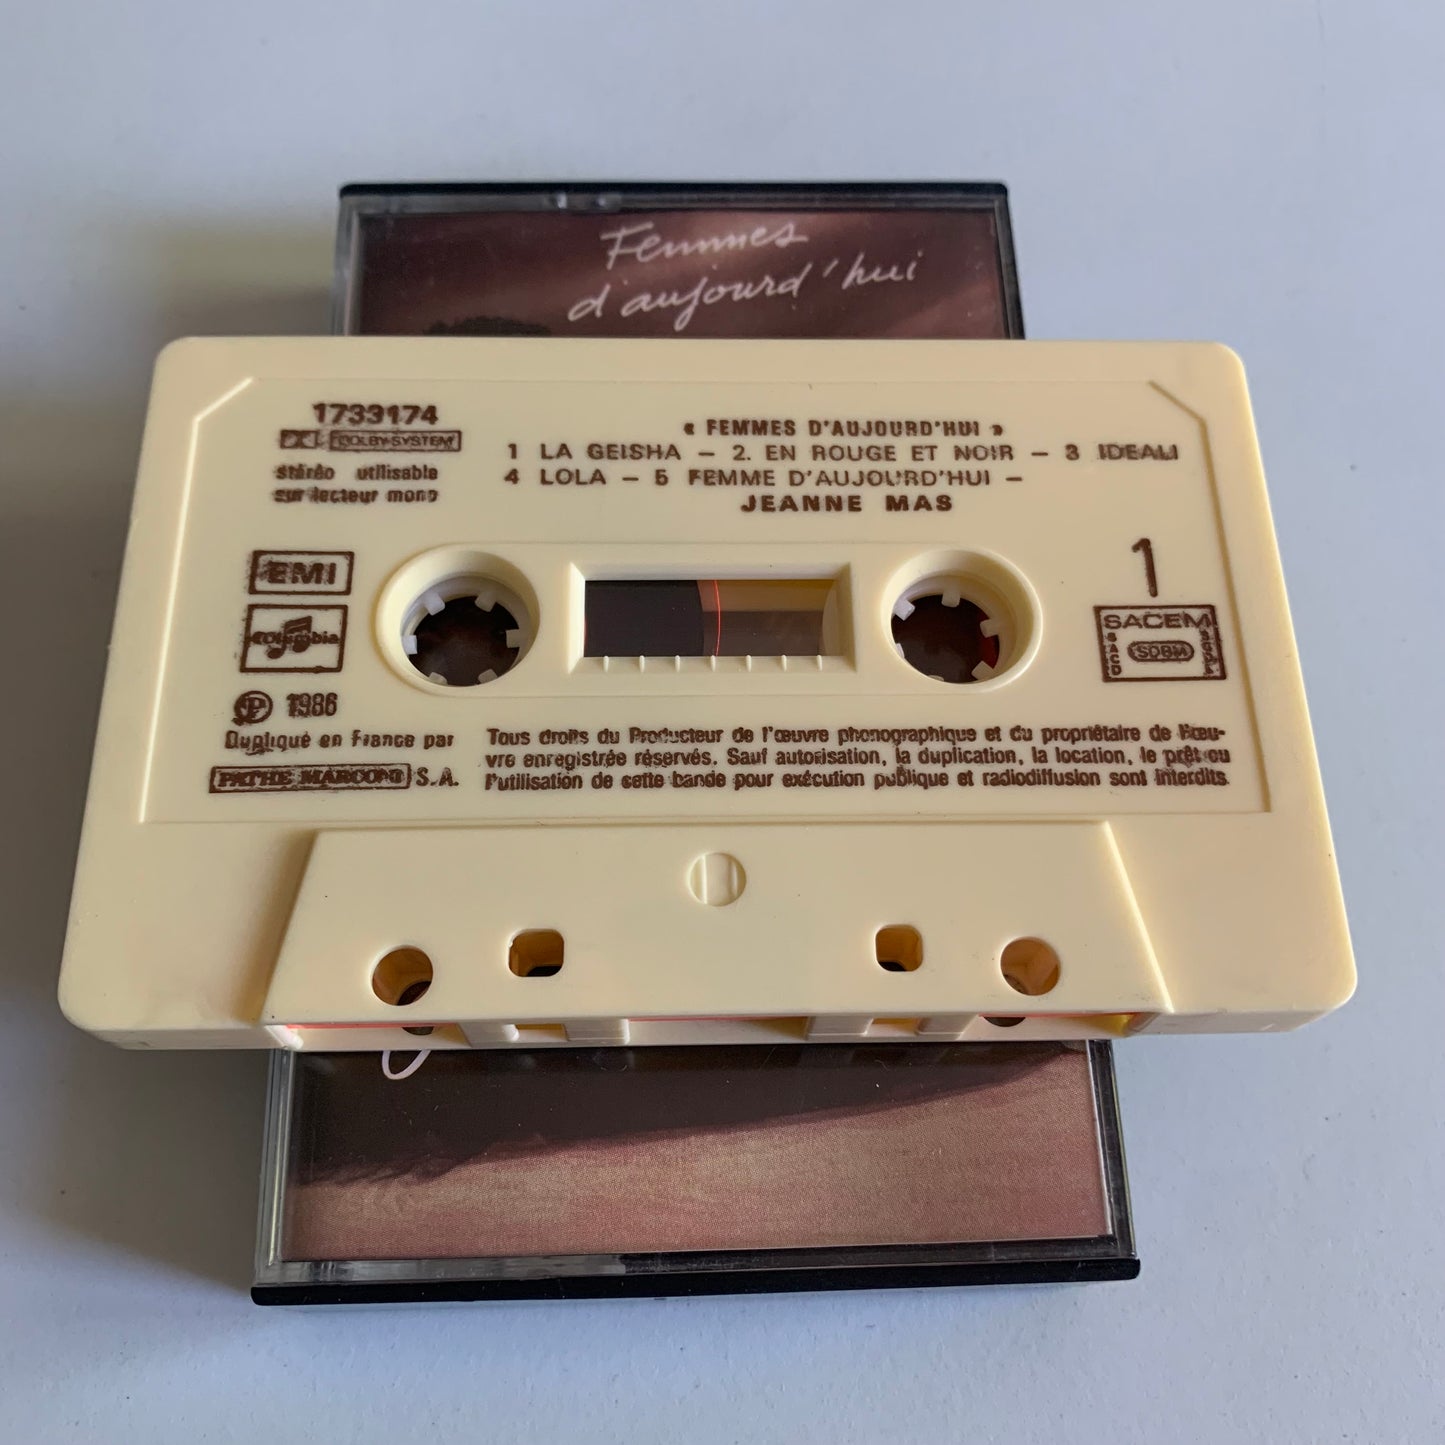 Femmes
d'aujourd'hui
1733174
DOLBY SYSTEM
stéréo utilisable
sur lecteur mono
« FEMMES D'AUJOURD'HUI »
1 LA GEISHA – 2. EN ROUGE ET NOIR – 3 IDEALI
4 LOLA – 5 FEMME D'AUJOURD'HUI –
JEANNE MAS
EMI
Columbia
1
SACEM
SACD
SDRM
SGDL
Ⓟ 1986
Dupliqué en France par
PATHE MARCONI S.A.
Tous droits du Producteur de l'œuvre phonographique et du propriétaire de l'œu-
vre enregistrée réservés. Sauf autorisation, la duplication, la location, le prêt ou
l'utilisation de cette bande pour exécution publique et radiodiffusion sont interdits.